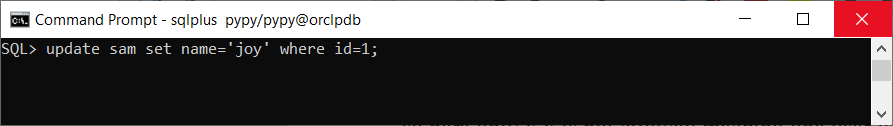 Command Prompt - sqlplus  pypy/pypy@orclpdb
SQL> update sam set name='joy' where id=1;